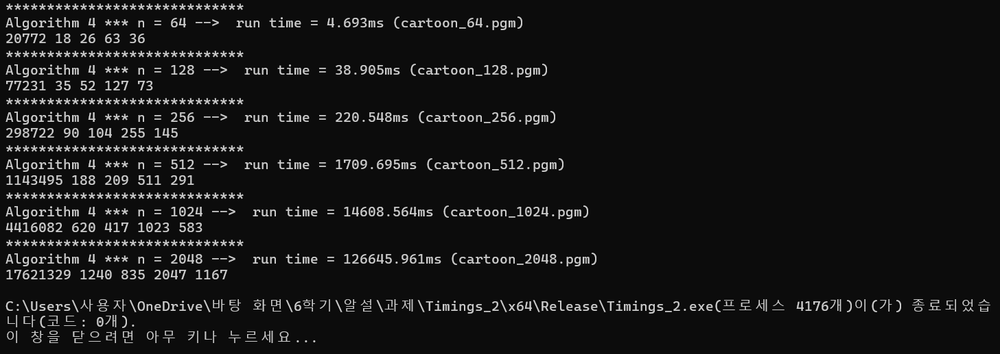 *****************************
Algorithm 4 *** n = 64 -->  run time = 4.693ms (cartoon_64.pgm)
20772 18 26 63 36
*****************************
Algorithm 4 *** n = 128 -->  run time = 38.905ms (cartoon_128.pgm)
77231 35 52 127 73
*****************************
Algorithm 4 *** n = 256 -->  run time = 220.548ms (cartoon_256.pgm)
298722 90 104 255 145
*****************************
Algorithm 4 *** n = 512 -->  run time = 1709.695ms (cartoon_512.pgm)
1143495 188 209 511 291
*****************************
Algorithm 4 *** n = 1024 -->  run time = 14608.564ms (cartoon_1024.pgm)
4416082 620 417 1023 583
*****************************
Algorithm 4 *** n = 2048 -->  run time = 126645.961ms (cartoon_2048.pgm)
17621329 1240 835 2047 1167
C:\Users\사용자\OneDrive\바탕 화면\6학기\알설\과제\Timings_2\x64\Release\Timings_2.exe(프로세스 4176개)이(가) 종료되었습
니다(코드: 0개).
이 창을 닫으려면 아무 키나 누르세요...